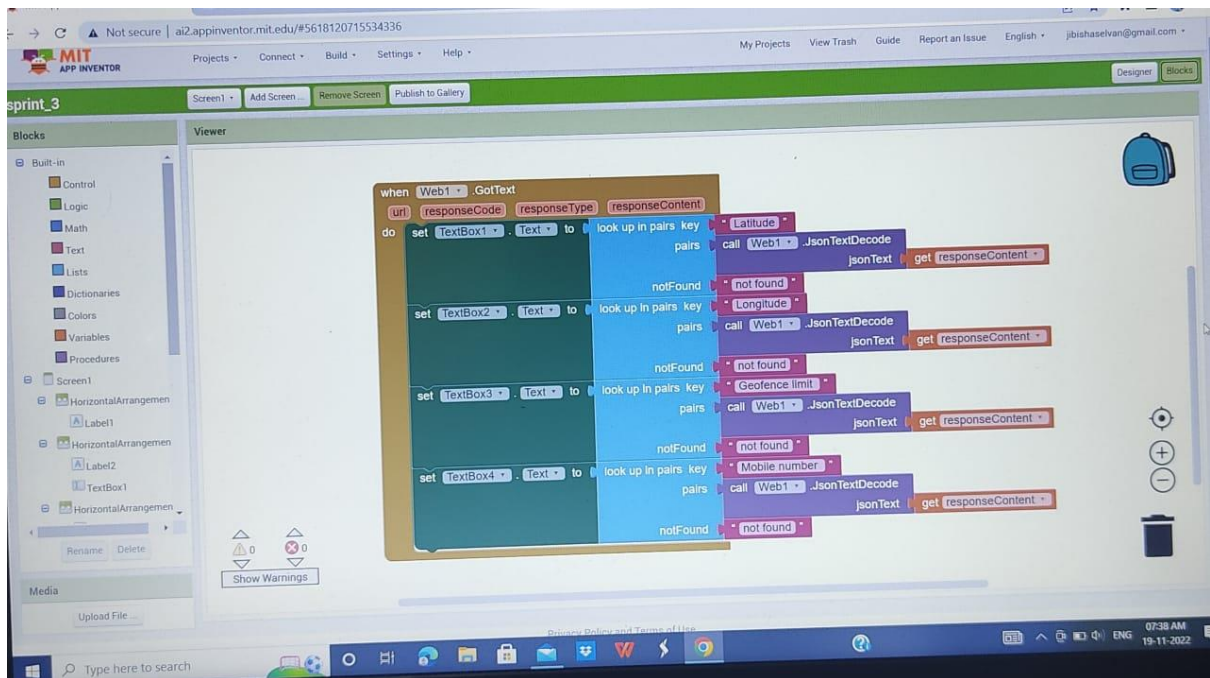 Not secure | ai2.appinventor.mit.edu/#5618120715534336
MIT
APP INVENTOR
Projects Connect Build Settings Help My Projects View Trash Guide Report an Issue English jibishaselvan@gmail.com
sprint_3 Screen1 Add Screen ... Remove Screen Publish to Gallery Designer Blocks
Blocks Viewer
Built-in
Control
Logic
Math
Text
Lists
Dictionaries
Colors
Variables
Procedures
Screen1
HorizontalArrangemen
Label1
HorizontalArrangemen
Label2
TextBox1
HorizontalArrangemen
Rename Delete
Media
Upload File ...
when Web1 .GotText
url responseCode responseType responseContent
do set TextBox1 . Text to look up in pairs key " Latitude "
pairs call Web1 .JsonTextDecode
jsonText get responseContent
notFound " not found "
set TextBox2 . Text to look up in pairs key " Longitude "
pairs call Web1 .JsonTextDecode
jsonText get responseContent
notFound " not found "
set TextBox3 . Text to look up in pairs key " Geofence limit "
pairs call Web1 .JsonTextDecode
jsonText get responseContent
notFound " not found "
set TextBox4 . Text to look up in pairs key " Mobile number "
pairs call Web1 .JsonTextDecode
jsonText get responseContent
notFound " not found "
0 0
Show Warnings
Privacy Policy and Terms of Use
Type here to search
ENG
07:38 AM
19-11-2022